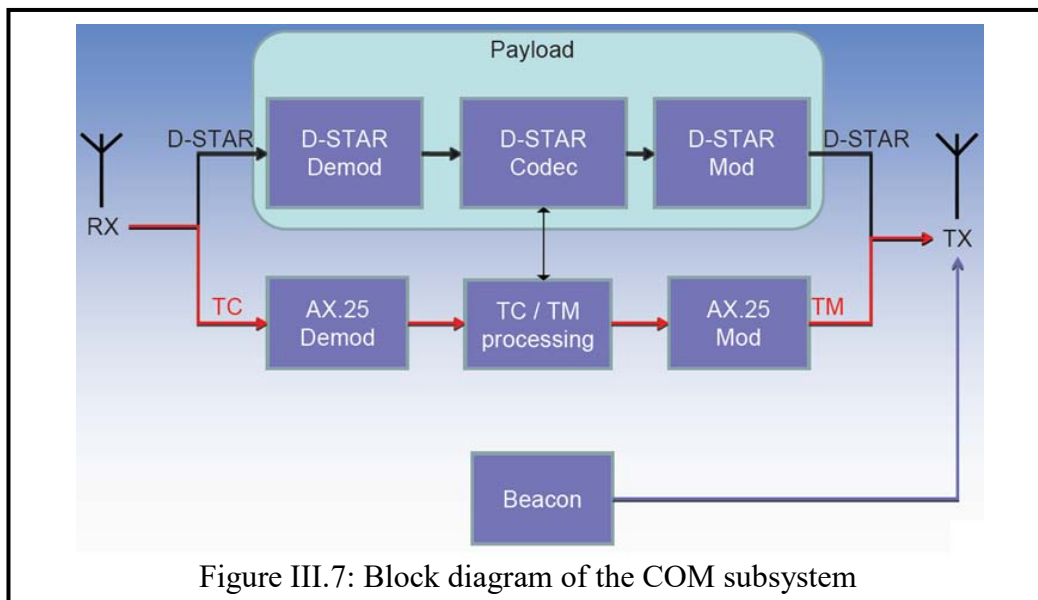 Payload
D-STAR
D-STAR
Demod
D-STAR
Codec
D-STAR
Mod
D-STAR
RX
TX
TC
AX.25
Demod
TC / TM
processing
AX.25
Mod
TM
Beacon
Figure III.7: Block diagram of the COM subsystem